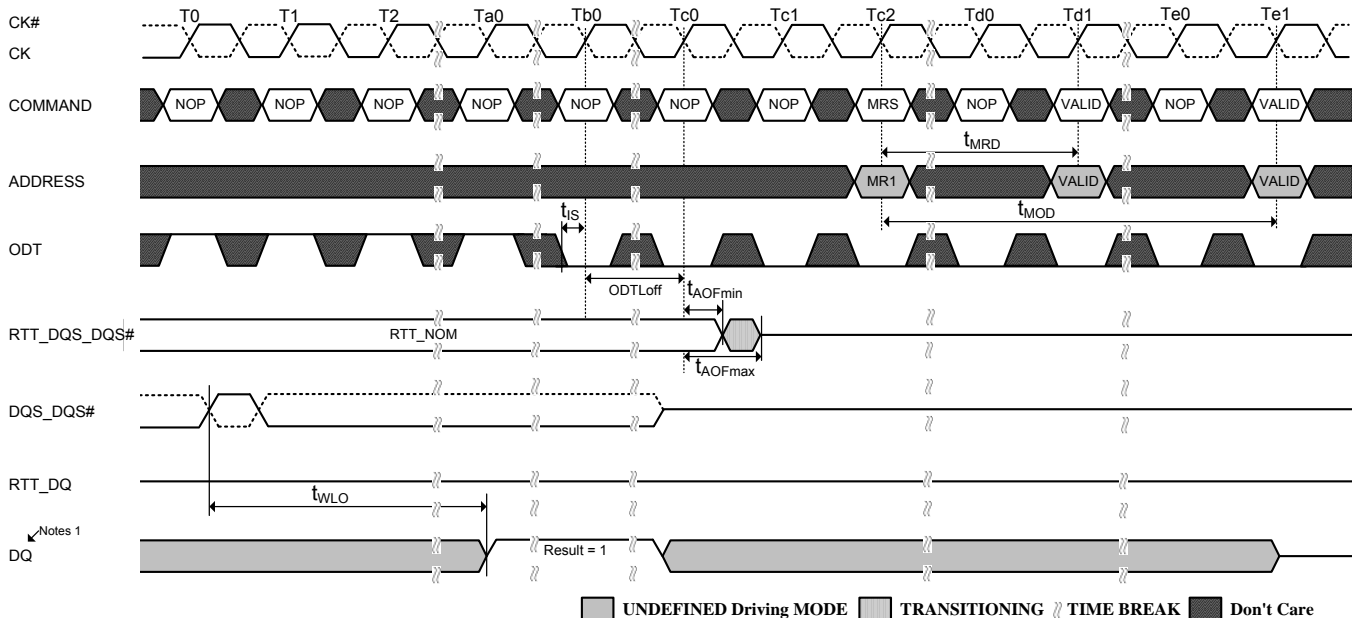 CK#
CK
T0 T1 T2 Ta0 Tb0 Tc0 Tc1 Tc2 Td0 Td1 Te0 Te1
COMMAND
NOP NOP NOP NOP NOP NOP NOP MRS NOP VALID NOP VALID
tMRD
ADDRESS
MR1 VALID VALID
tIS
tMOD
ODT
ODTLoff
tAOFmin
RTT_DQS_DQS#
RTT_NOM
tAOFmax
DQS_DQS#
RTT_DQ
tWLO
Notes 1
DQ
Result = 1
UNDEFINED Driving MODE TRANSITIONING TIME BREAK Don't Care